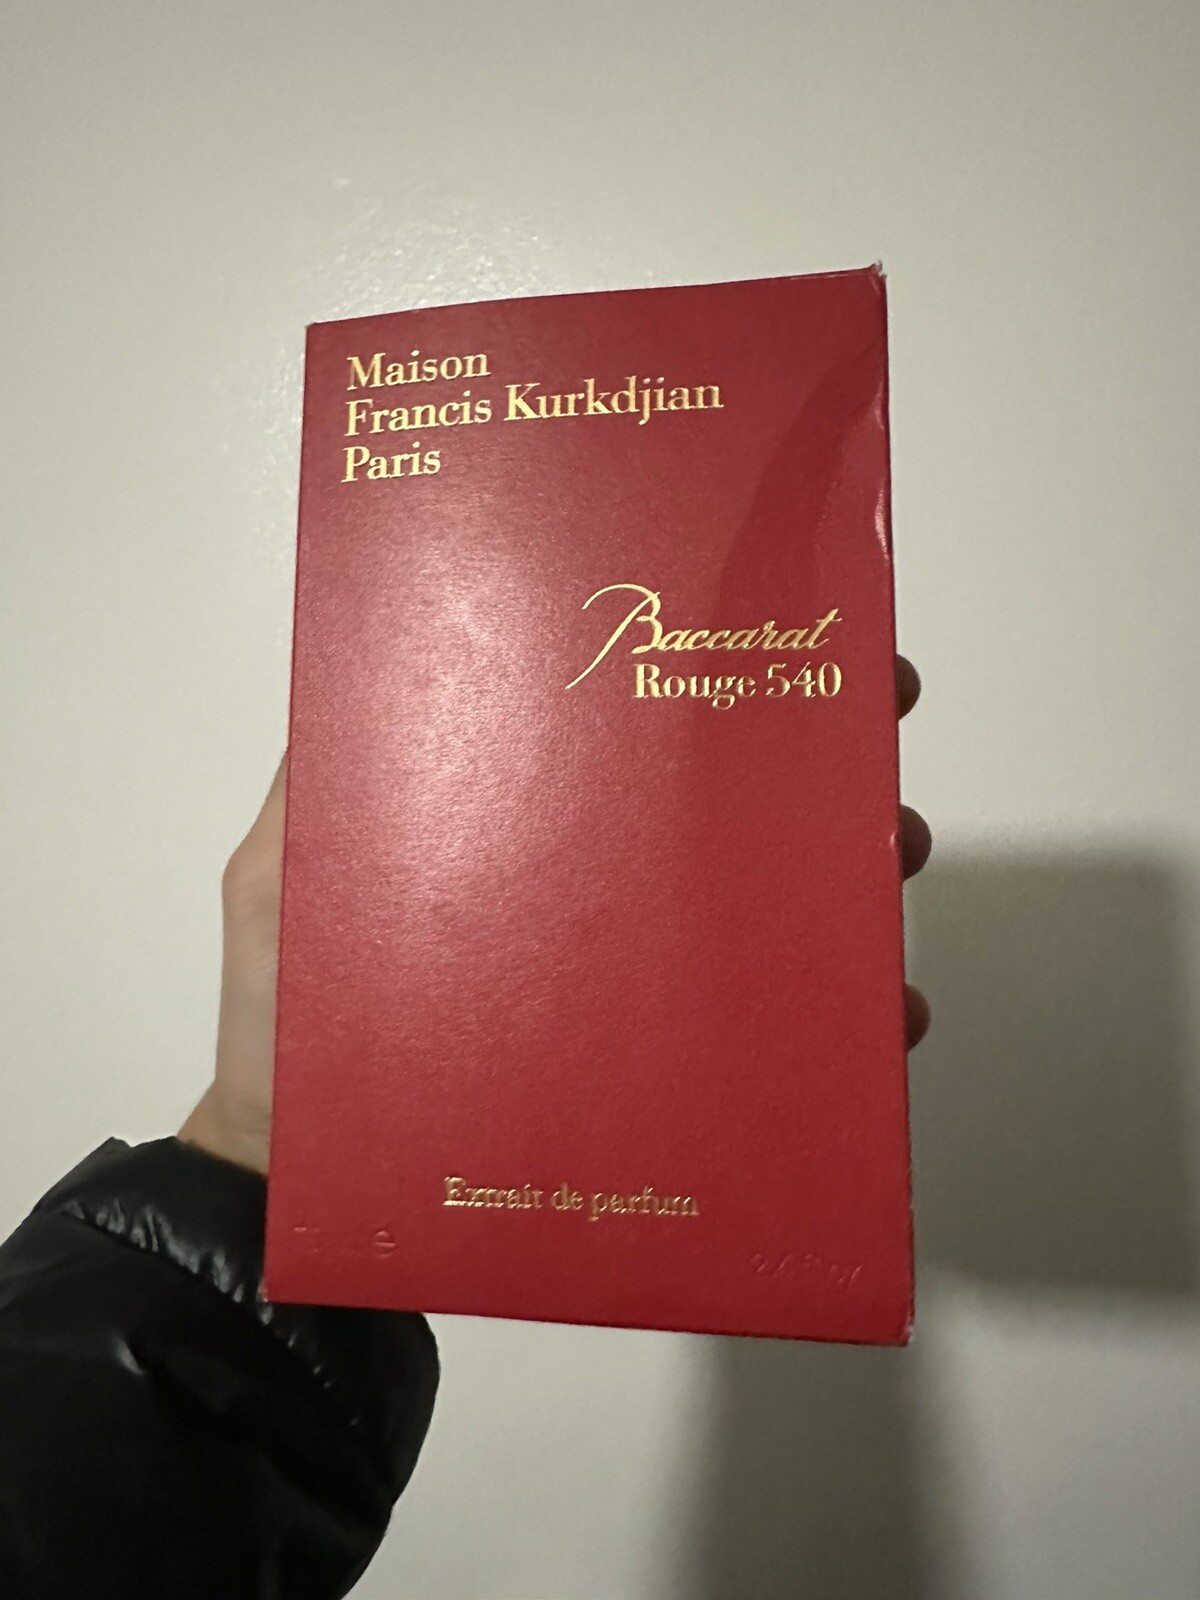 Maison
Francis Kurkdjian
Paris
Baccarat
Rouge 540
Extrait de parfum